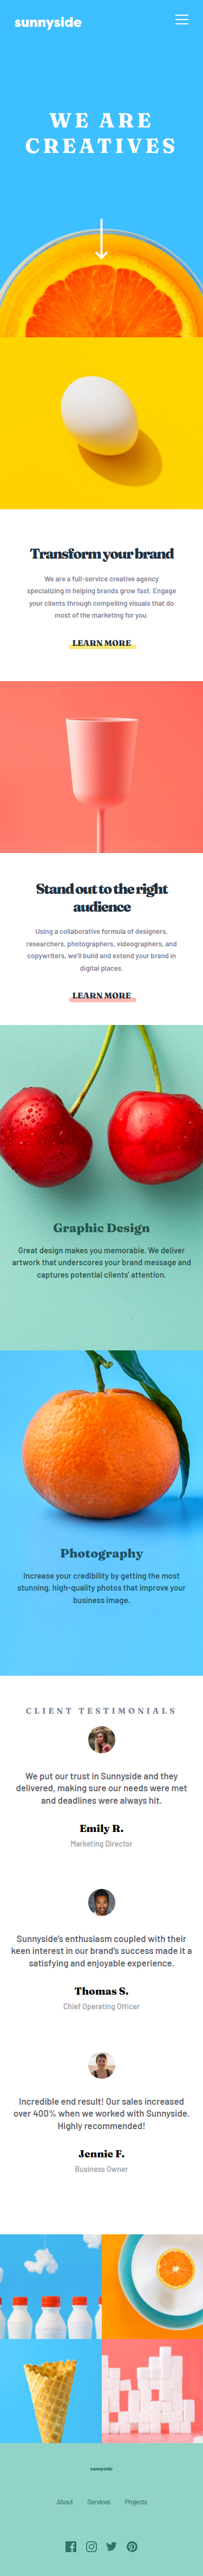 sunnyside
WE ARE
CREATIVES
Transform your brand
We are a full-service creative agency
specializing in helping brands grow fast. Engage
your clients through compelling visuals that do
most of the marketing for you.
LEARN MORE
Stand out to the right
audience
Using a collaborative formula of designers,
researchers, photographers, videographers, and
copywriters, we'll build and extend your brand in
digital places.
LEARN MORE
Graphic Design
Great design makes you memorable. We deliver
artwork that underscores your brand message and
captures potential clients' attention.
Photography
Increase your credibility by getting the most
stunning, high-quality photos that improve your
business image.
CLIENT TESTIMONIALS
We put our trust in Sunnyside and they
delivered, making sure our needs were met
and deadlines were always hit.
Emily R.
Marketing Director
Sunnyside's enthusiasm coupled with their
keen interest in our brand's success made it a
satisfying and enjoyable experience.
Thomas S.
Chief Operating Officer
Incredible end result! Our sales increased
over 400% when we worked with Sunnyside.
Highly recommended!
Jennie F.
Business Owner
sunnyside
About Services Projects